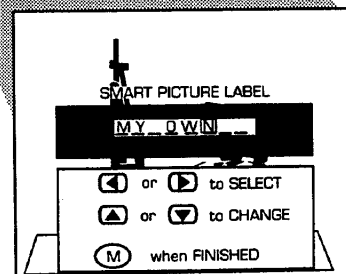 SMART PICTURE LABEL
MY_OWN__
◀ or ▶ to SELECT
▲ or ▼ to CHANGE
M when FINISHED